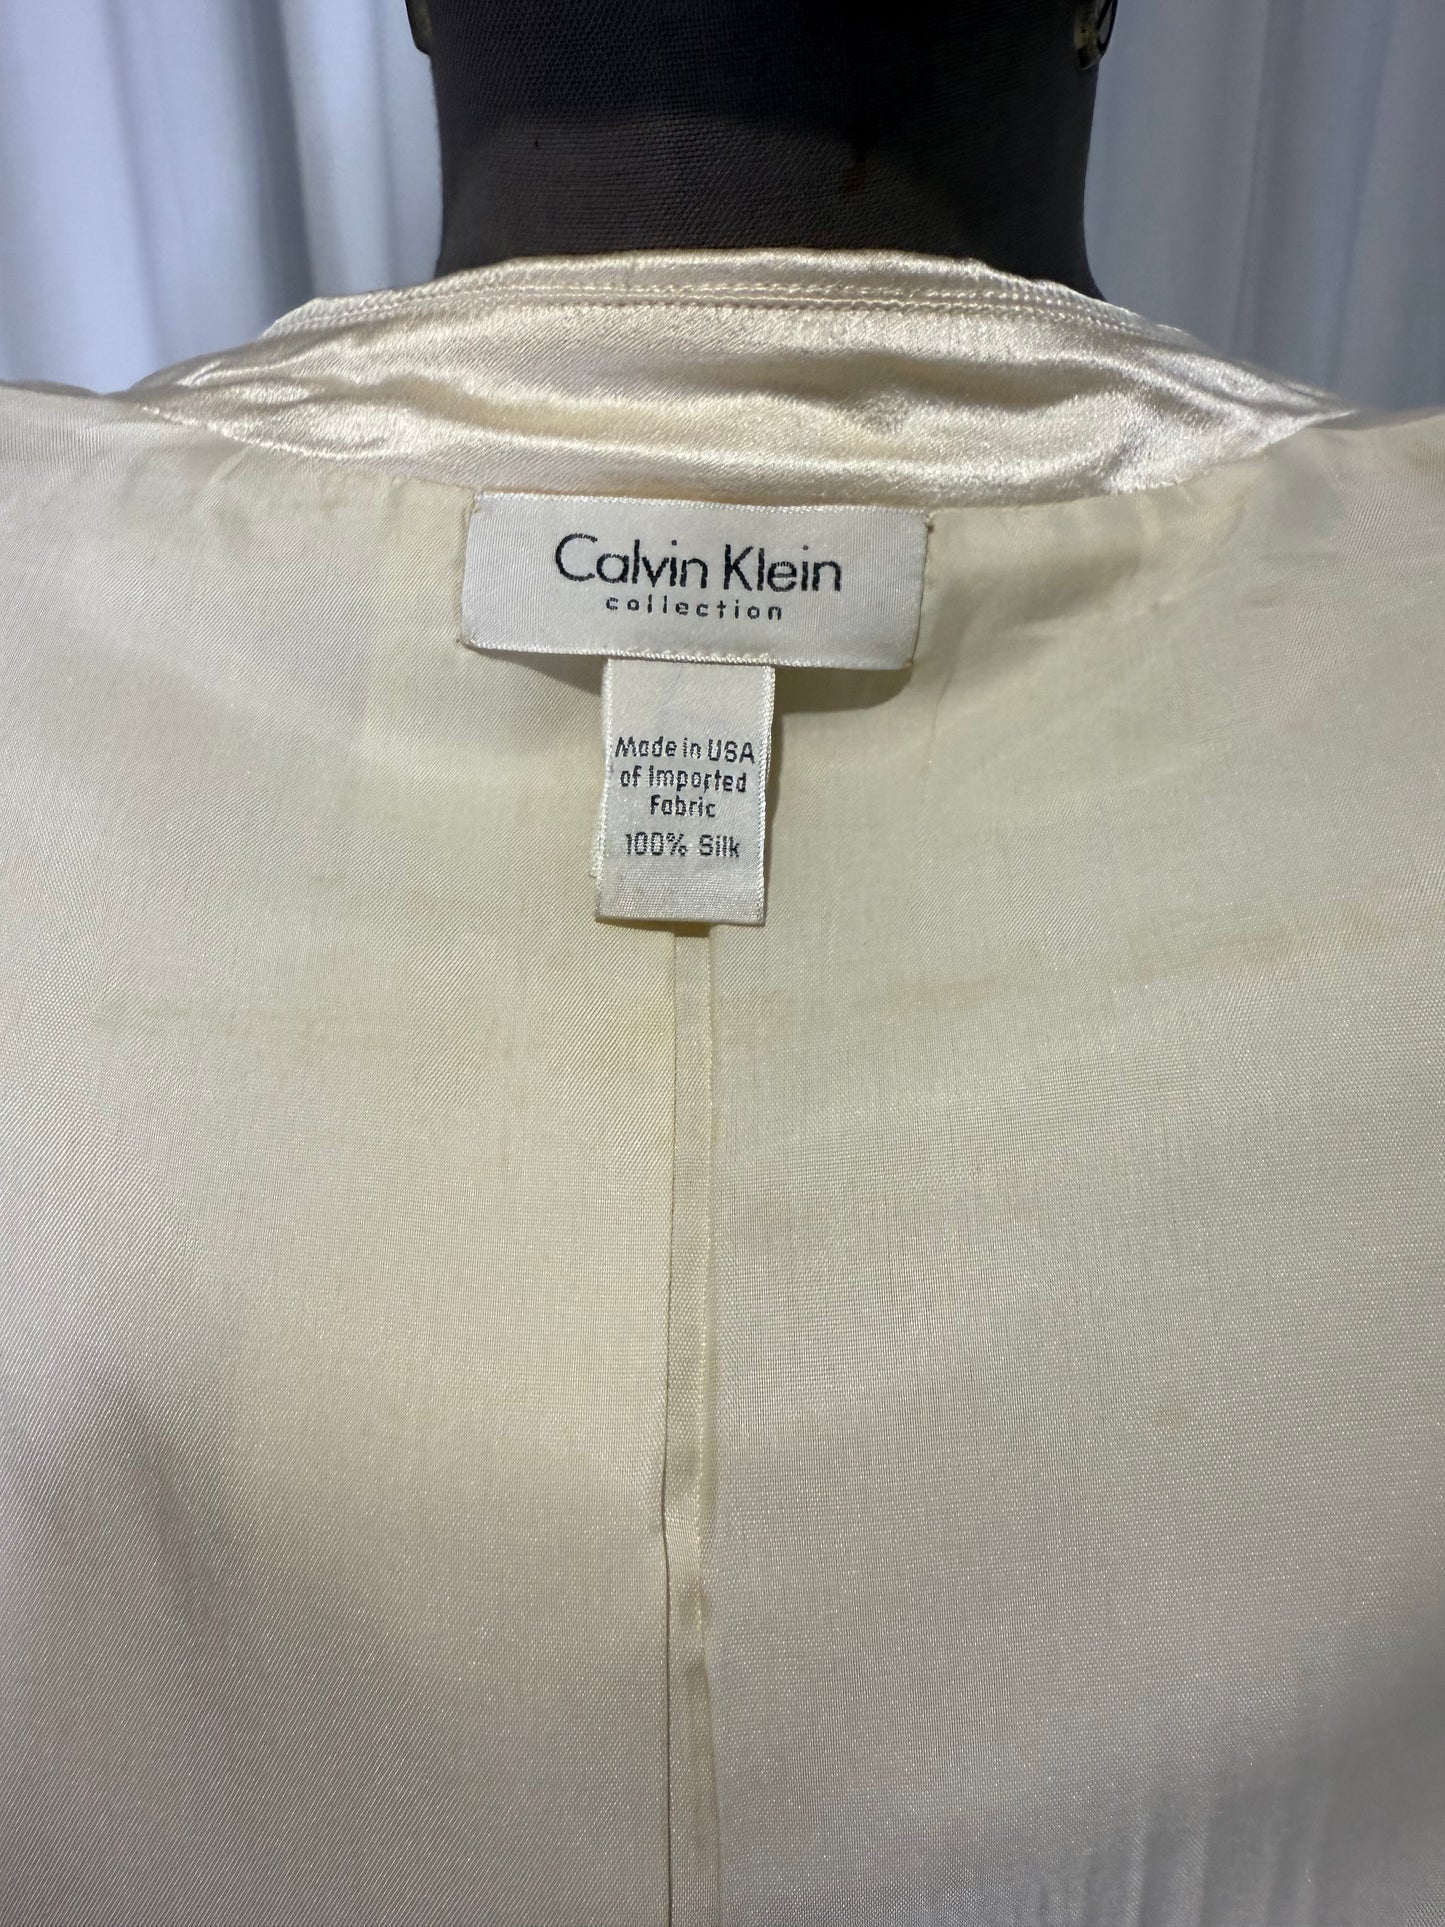 Calvin Klein
collection
Made in USA
of Imported
Fabric
100% Silk